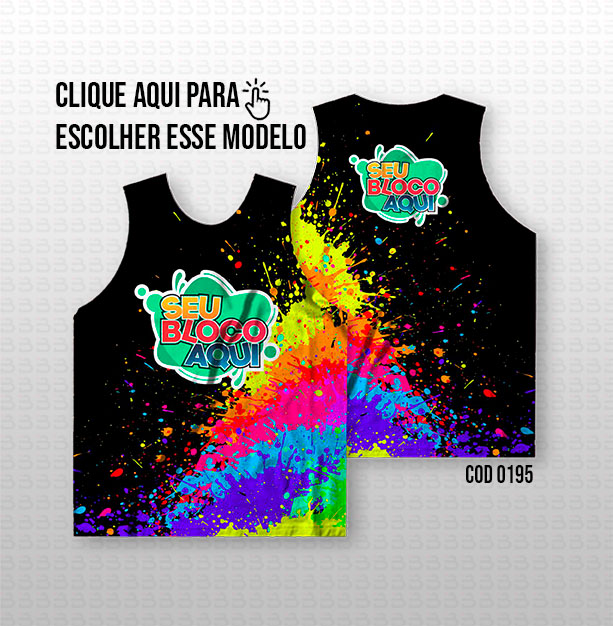 CLIQUE AQUI PARA
ESCOLHER ESSE MODELO
SEU
BLOCO
AQUI
SEU
BLOCO
AQUI
COD 0195